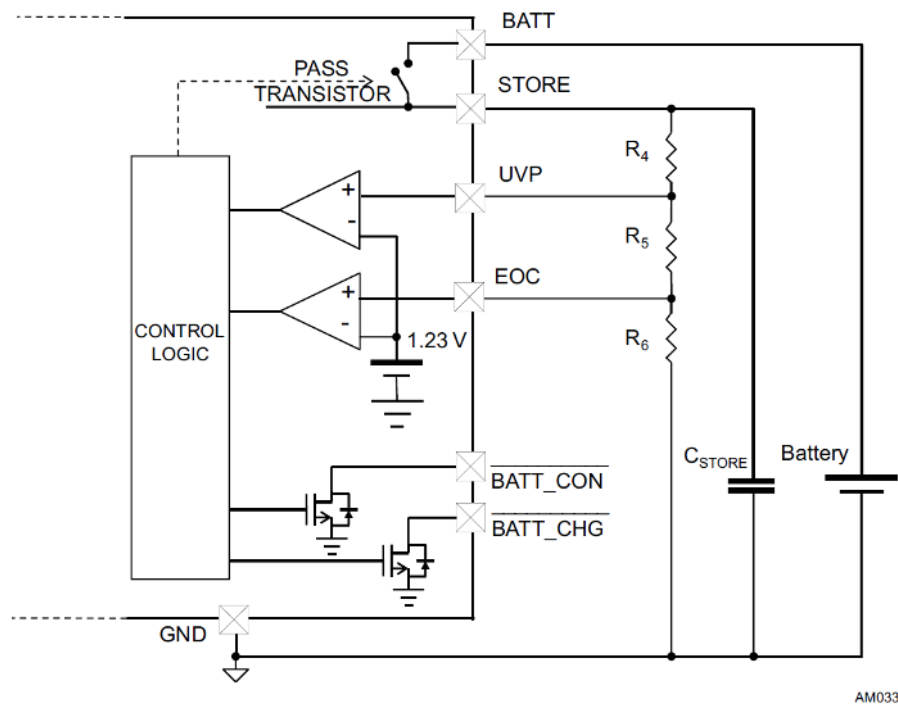 BATT
PASS
TRANSISTOR
STORE
R4
UVP
+
-
R5
EOC
+
-
CONTROL
LOGIC
1.23 V
R6
CSTORE
Battery
BATT_CON
BATT_CHG
GND
AM033